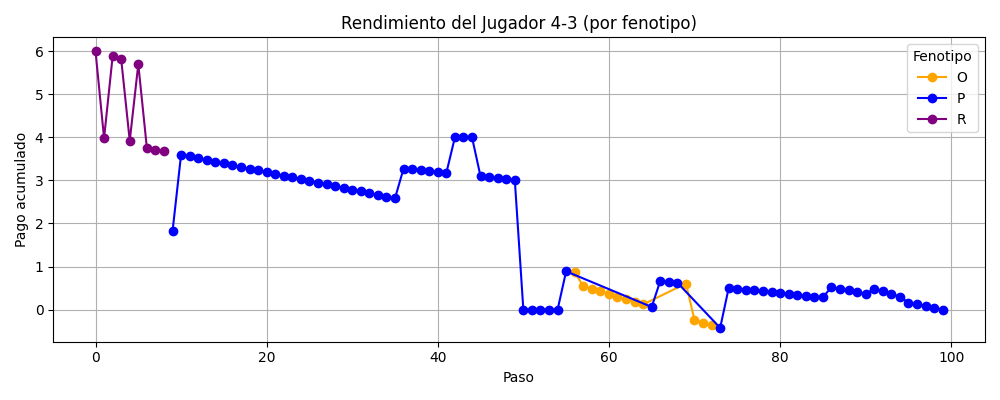 Rendimiento del Jugador 4-3 (por fenotipo)
Pago acumulado
6
5
4
3
2
1
0
0 20 40 60 80 100
Paso
Fenotipo
O
P
R